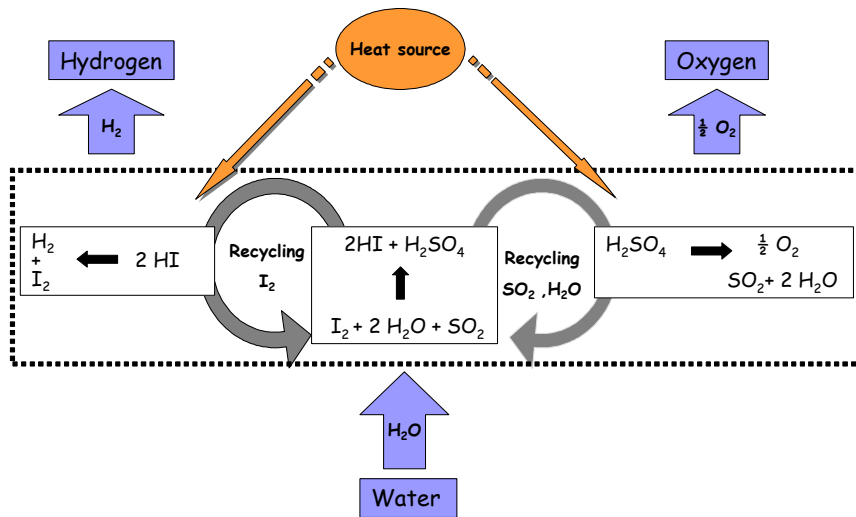 Heat source
Hydrogen
Oxygen
H₂
½ O₂
H₂
+
I₂
2 HI
Recycling
I₂
2HI + H₂SO₄
I₂ + 2 H₂O + SO₂
Recycling
SO₂ ,H₂O
H₂SO₄
½ O₂
SO₂+ 2 H₂O
H₂O
Water